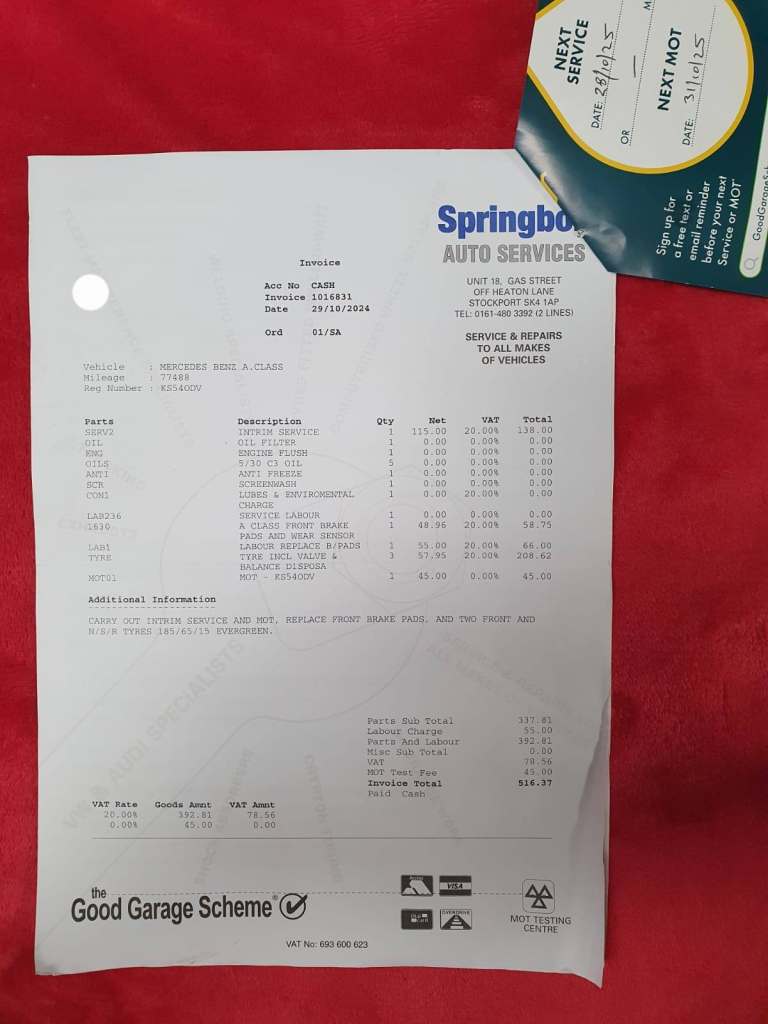 NEXT
SERVICE
DATE: 28/10/25
OR
NEXT MOT
DATE: 31/10/25
Sign up for
a free text or
email reminder
before your next
Service or MOT*
Springbo
AUTO SERVICES
UNIT 18, GAS STREET
OFF HEATON LANE
STOCKPORT SK4 1AP
TEL: 0161-480 3392 (2 LINES)
SERVICE & REPAIRS
TO ALL MAKES
OF VEHICLES
Invoice
Acc No CASH
Invoice 1016831
Date 29/10/2024
Ord 01/SA
Vehicle : MERCEDES BENZ A.CLASS
Mileage : 77488
Reg Number : KS54ODV
Parts Description Qty Net VAT Total
SERV2 INTRIM SERVICE 1 115.00 20.00% 138.00
OIL OIL FILTER 1 0.00 0.00% 0.00
ENG ENGINE FLUSH 1 0.00 0.00% 0.00
OILS 5/30 C3 OIL 5 0.00 0.00% 0.00
ANTI ANTI FREEZE 1 0.00 0.00% 0.00
SCR SCREENWASH 1 0.00 0.00% 0.00
CON1 LUBES & ENVIROMENTAL 1 0.00 20.00% 0.00
CHARGE
LAB236 SERVICE LABOUR 1 0.00 0.00% 0.00
1630 A CLASS FRONT BRAKE 1 48.96 20.00% 58.75
PADS AND WEAR SENSOR
LAB1 LABOUR REPLACE B/PADS 1 55.00 20.00% 66.00
TYRE TYRE INCL VALVE & 3 57.95 20.00% 208.62
BALANCE DISPOSA
MOT01 MOT - KS54ODV 1 45.00 0.00% 45.00
Additional Information
CARRY OUT INTRIM SERVICE AND MOT, REPLACE FRONT BRAKE PADS, AND TWO FRONT AND
N/S/R TYRES 185/65/15 EVERGREEN.
Parts Sub Total 337.81
Labour Charge 55.00
Parts And Labour 392.81
Misc Sub Total 0.00
VAT 78.56
MOT Test Fee 45.00
Invoice Total 516.37
Paid Cash
VAT Rate Goods Amnt VAT Amnt
20.00% 392.81 78.56
0.00% 45.00 0.00
the
Good Garage Scheme®
VISA
MOT TESTING
CENTRE
VAT No: 693 600 623